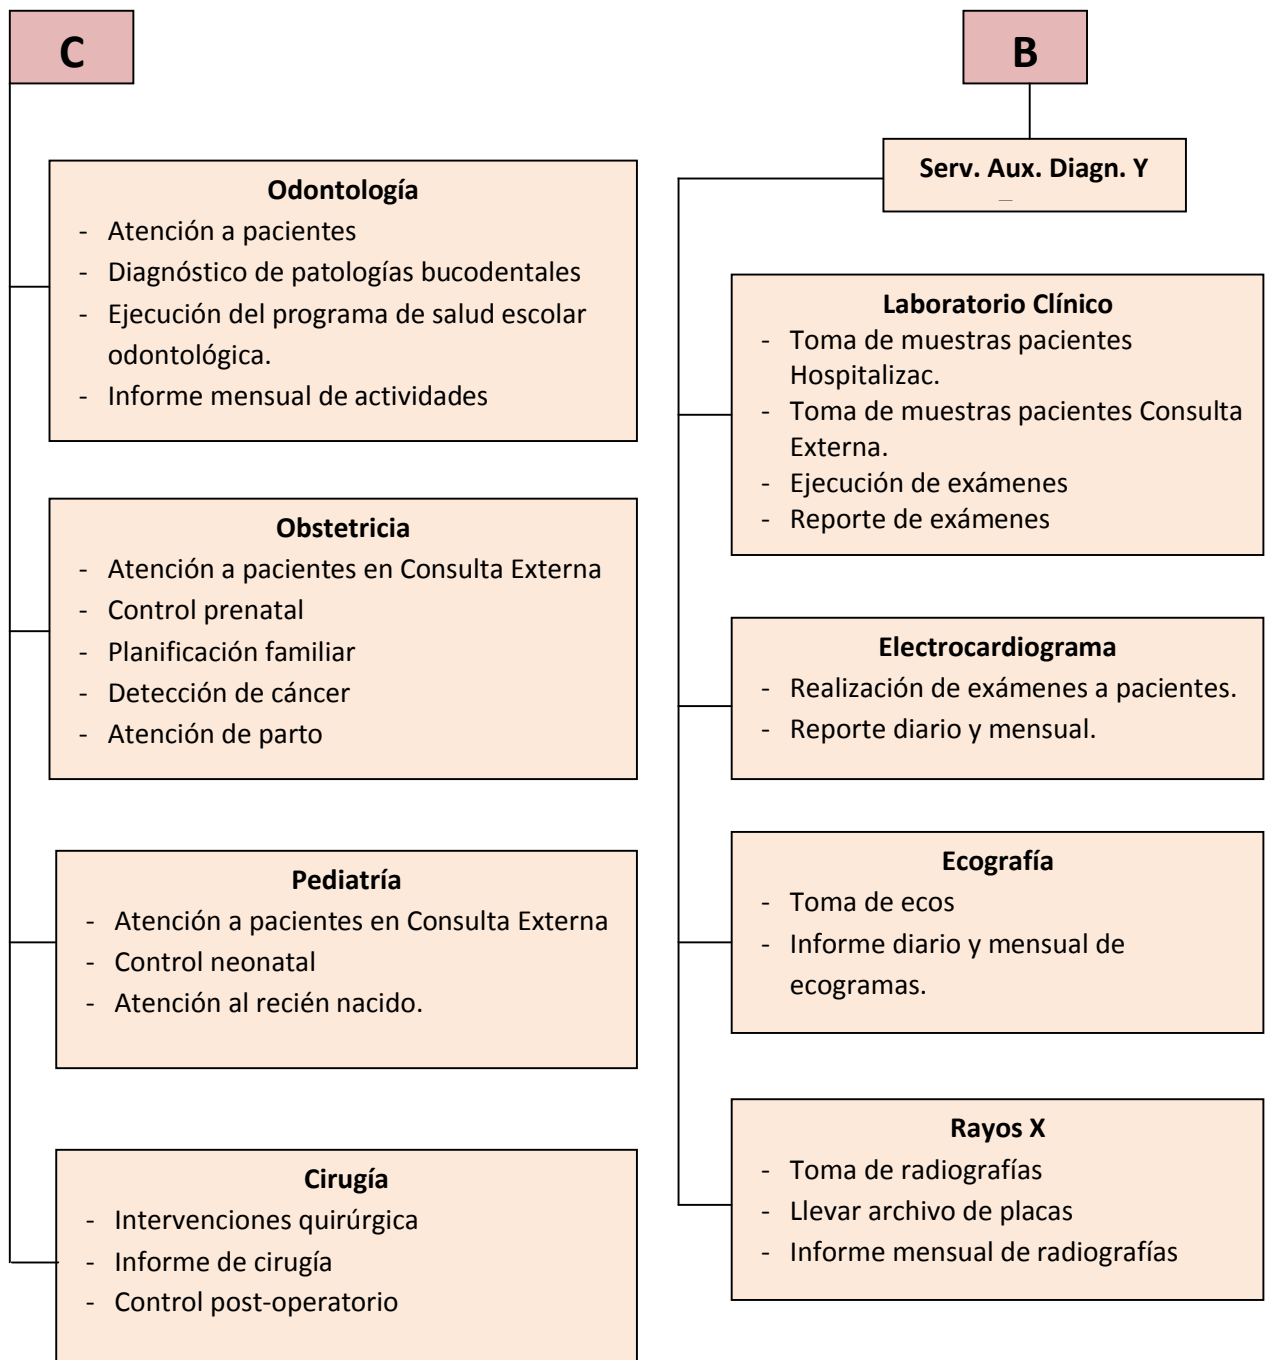 C
Odontología
- Atención a pacientes
- Diagnóstico de patologías bucodentales
- Ejecución del programa de salud escolar
odontológica.
- Informe mensual de actividades
Obstetricia
- Atención a pacientes en Consulta Externa
- Control prenatal
- Planificación familiar
- Detección de cáncer
- Atención de parto
Pediatría
- Atención a pacientes en Consulta Externa
- Control neonatal
- Atención al recién nacido.
Cirugía
- Intervenciones quirúrgica
- Informe de cirugía
- Control post-operatorio
B
Serv. Aux. Diagn. Y
Laboratorio Clínico
- Toma de muestras pacientes
Hospitalizac.
- Toma de muestras pacientes Consulta
Externa.
- Ejecución de exámenes
- Reporte de exámenes
Electrocardiograma
- Realización de exámenes a pacientes.
- Reporte diario y mensual.
Ecografía
- Toma de ecos
- Informe diario y mensual de
ecogramas.
Rayos X
- Toma de radiografías
- Llevar archivo de placas
- Informe mensual de radiografías